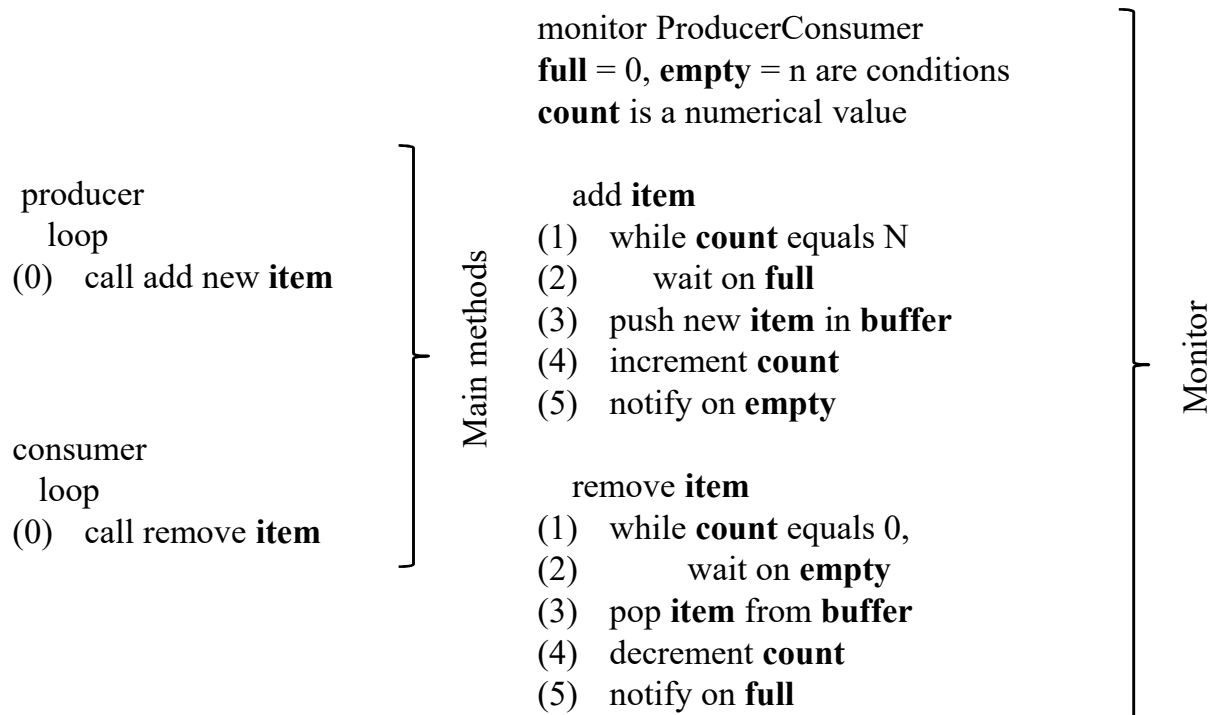 producer
loop
(0) call add new item
consumer
loop
(0) call remove item
Main methods
monitor ProducerConsumer
full = 0, empty = n are conditions
count is a numerical value
add item
(1) while count equals N
(2) wait on full
(3) push new item in buffer
(4) increment count
(5) notify on empty
remove item
(1) while count equals 0,
(2) wait on empty
(3) pop item from buffer
(4) decrement count
(5) notify on full
Monitor